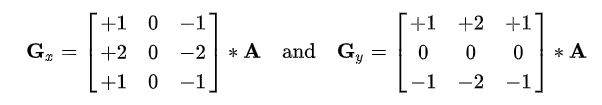 G_x = [ +1 0 −1 ; +2 0 −2 ; +1 0 −1 ] ∗ A and G_y = [ +1 +2 +1 ; 0 0 0 ; −1 −2 −1 ] ∗ A